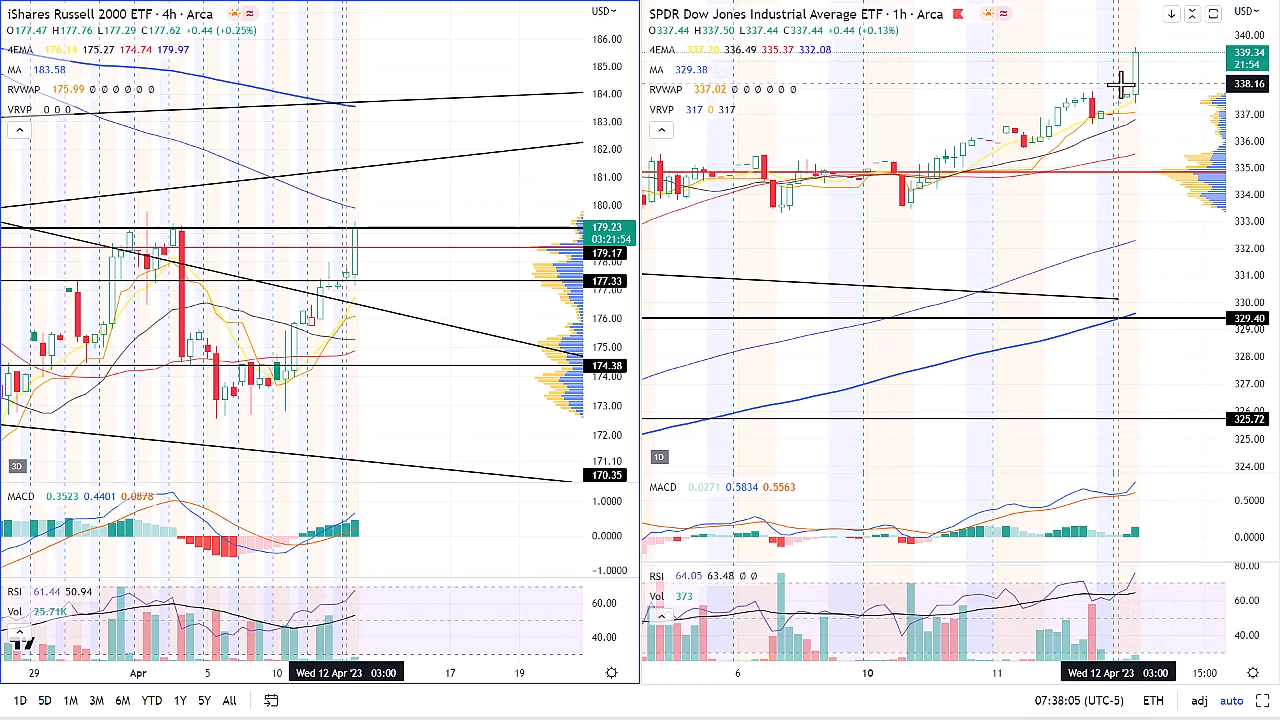 iShares Russell 2000 ETF · 4h · Arca
O177.47 H177.76 L177.29 C177.62 +0.44 (+0.25%)
4EMA 176.14 175.27 174.74 179.97
MA 183.58
RVWAP 175.99 0 0 0 0 0 0
VRVP 0 0 0
USD
186.00
185.00
184.00
183.00
182.00
181.00
180.00
179.23
03:21:54
179.17
178.00
177.33
177.00
176.00
175.00
174.38
174.00
173.00
172.00
171.10
170.35
3D
MACD 0.3523 0.4401 0.0878
1.0000
0.0000
−1.0000
RSI 61.44 50.94
Vol 25.71K
60.00
40.00
29
Apr
5
10
Wed 12 Apr '23 03:00
17
19
SPDR Dow Jones Industrial Average ETF · 1h · Arca
O337.44 H337.50 L337.44 C337.44 +0.44 (+0.13%)
4EMA 337.20 336.49 335.37 332.08
MA 329.38
RVWAP 337.02 0 0 0 0 0 0
VRVP 317 0 317
USD
340.00
339.34
21:54
338.16
337.00
336.00
335.00
334.00
333.00
332.00
331.00
330.00
329.40
329.00
328.00
327.00
326.00
325.72
325.00
324.00
1D
MACD 0.0271 0.5834 0.5563
0.5000
0.0000
RSI 64.05 63.48 Ø Ø
Vol 373
80.00
60.00
40.00
6
10
11
Wed 12 Apr '23 03:00
15:00
1D 5D 1M 3M 6M YTD 1Y 5Y All
07:38:05 (UTC-5) ETH adj auto